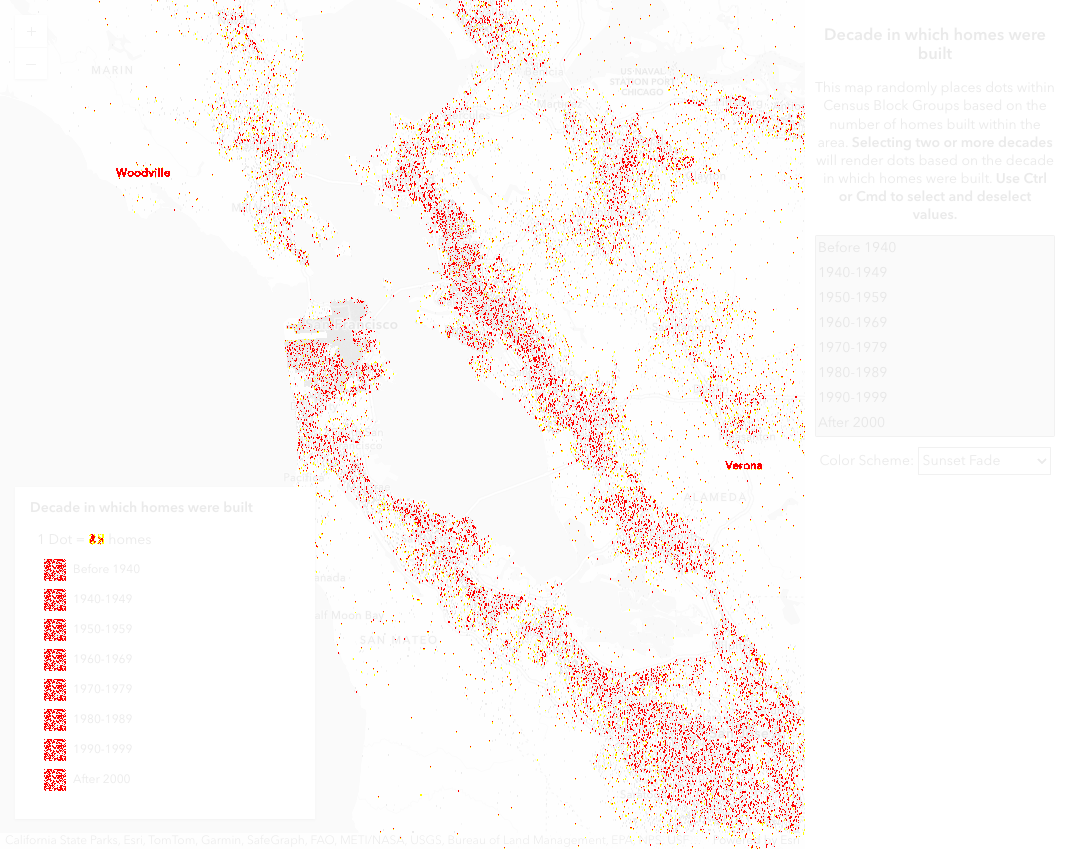 +
−
MARIN
US NAVAL
STATION PORT
CHICAGO
Woodville
Verona
ALAMEDA
SAN MATEO
Decade in which homes were built
1 Dot = homes
Before 1940
1940-1949
1950-1959
1960-1969
1970-1979
1980-1989
1990-1999
After 2000
California State Parks, Esri, TomTom, Garmin, SafeGraph, FAO, METI/NASA, USGS, Bureau of Land Management, EPA,
Decade in which homes were
built
This map randomly places dots within
Census Block Groups based on the
number of homes built within the
area. Selecting two or more decades
will render dots based on the decade
in which homes were built. Use Ctrl
or Cmd to select and deselect
values.
Before 1940
1940-1949
1950-1959
1960-1969
1970-1979
1980-1989
1990-1999
After 2000
Color Scheme: Sunset Fade